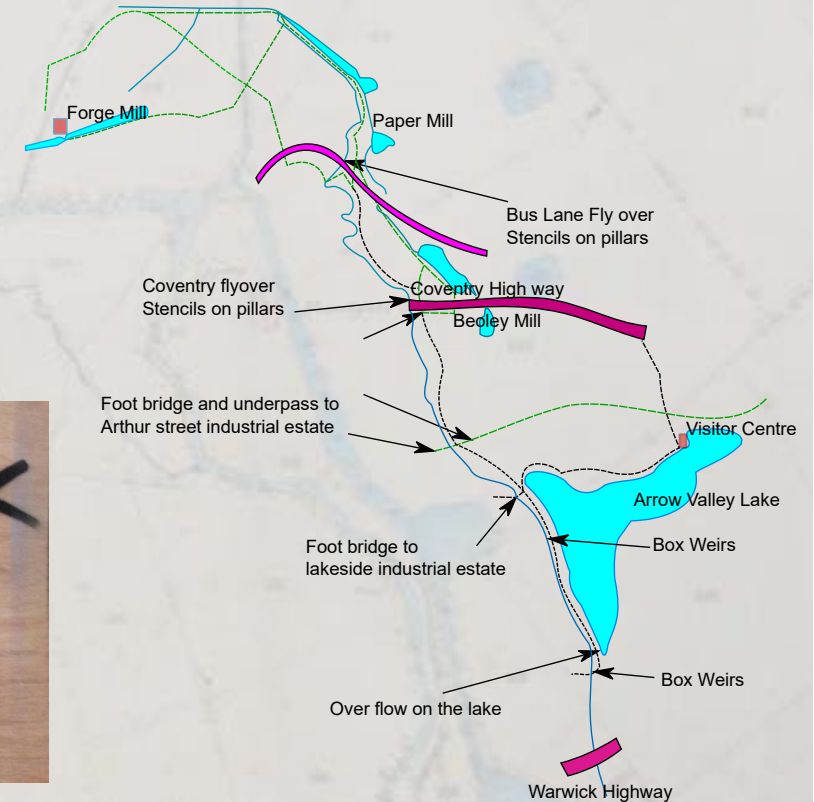 Forge Mill
Paper Mill
Bus Lane Fly over
Stencils on pillars
Coventry flyover
Stencils on pillars
Coventry High way
Beoley Mill
Foot bridge and underpass to
Arthur street industrial estate
Visitor Centre
Arrow Valley Lake
Foot bridge to
lakeside industrial estate
Box Weirs
Box Weirs
Over flow on the lake
Warwick Highway